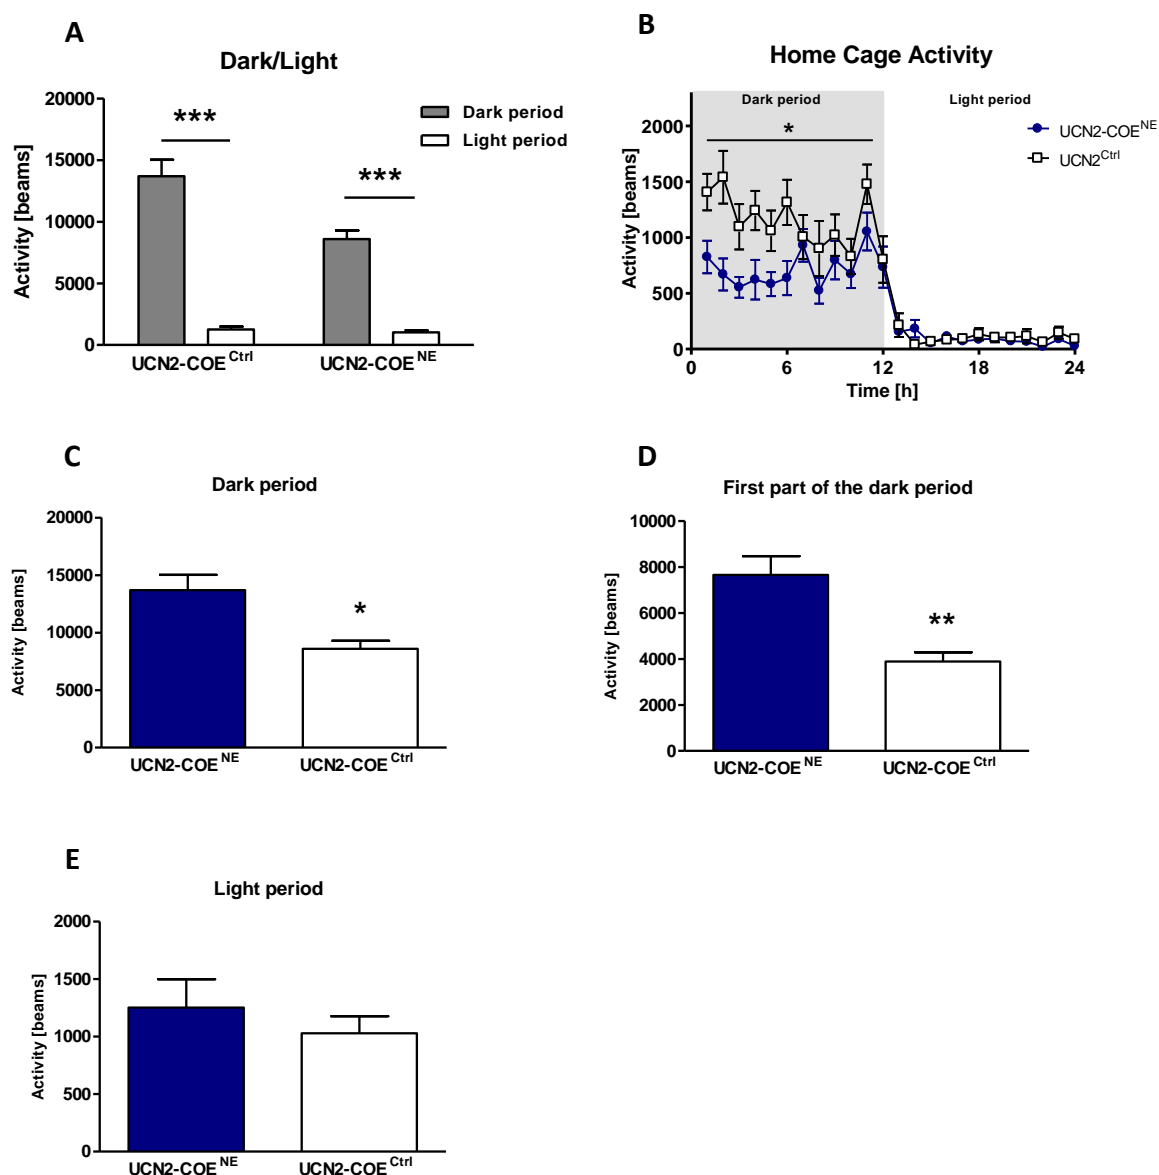 A
Dark/Light
20000
15000
10000
5000
0
Activity [beams]
***
***
Dark period
Light period
UCN2-COE Ctrl
UCN2-COE NE
B
Home Cage Activity
Dark period
Light period
*
2000
1500
1000
500
0
Activity [beams]
0 6 12 18 24
Time [h]
UCN2-COE NE
UCN2 Ctrl
C
Dark period
20000
15000
10000
5000
0
Activity [beams]
*
UCN2-COE NE
UCN2-COE Ctrl
D
First part of the dark period
10000
8000
6000
4000
2000
0
Activity [beams]
**
UCN2-COE NE
UCN2-COE Ctrl
E
Light period
2000
1500
1000
500
0
Activity [beams]
UCN2-COE NE
UCN2-COE Ctrl